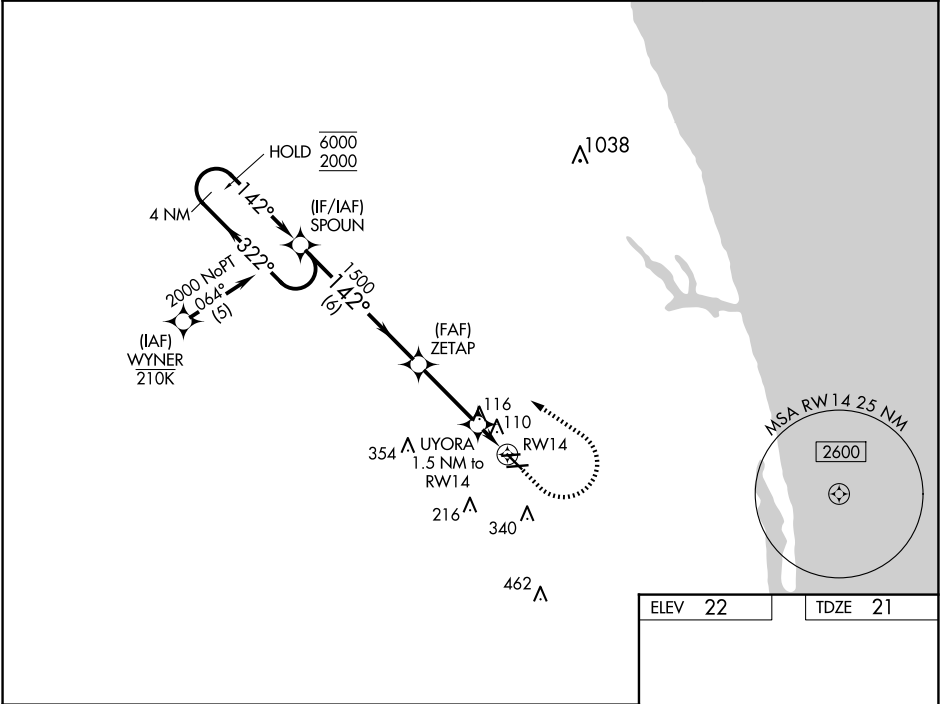 1038
HOLD 6000
2000
142°
4 NM
(IF/IAF)
SPOUN
322°
2000 NoPT
064°
(5)
1500
142°
(6)
(IAF)
WYNER
210K
(FAF)
ZETAP
116
110
354
UYORA
1.5 NM to
RW14
RW14
216
340
462
MSA RW14 25 NM
2600
ELEV 22
TDZE 21